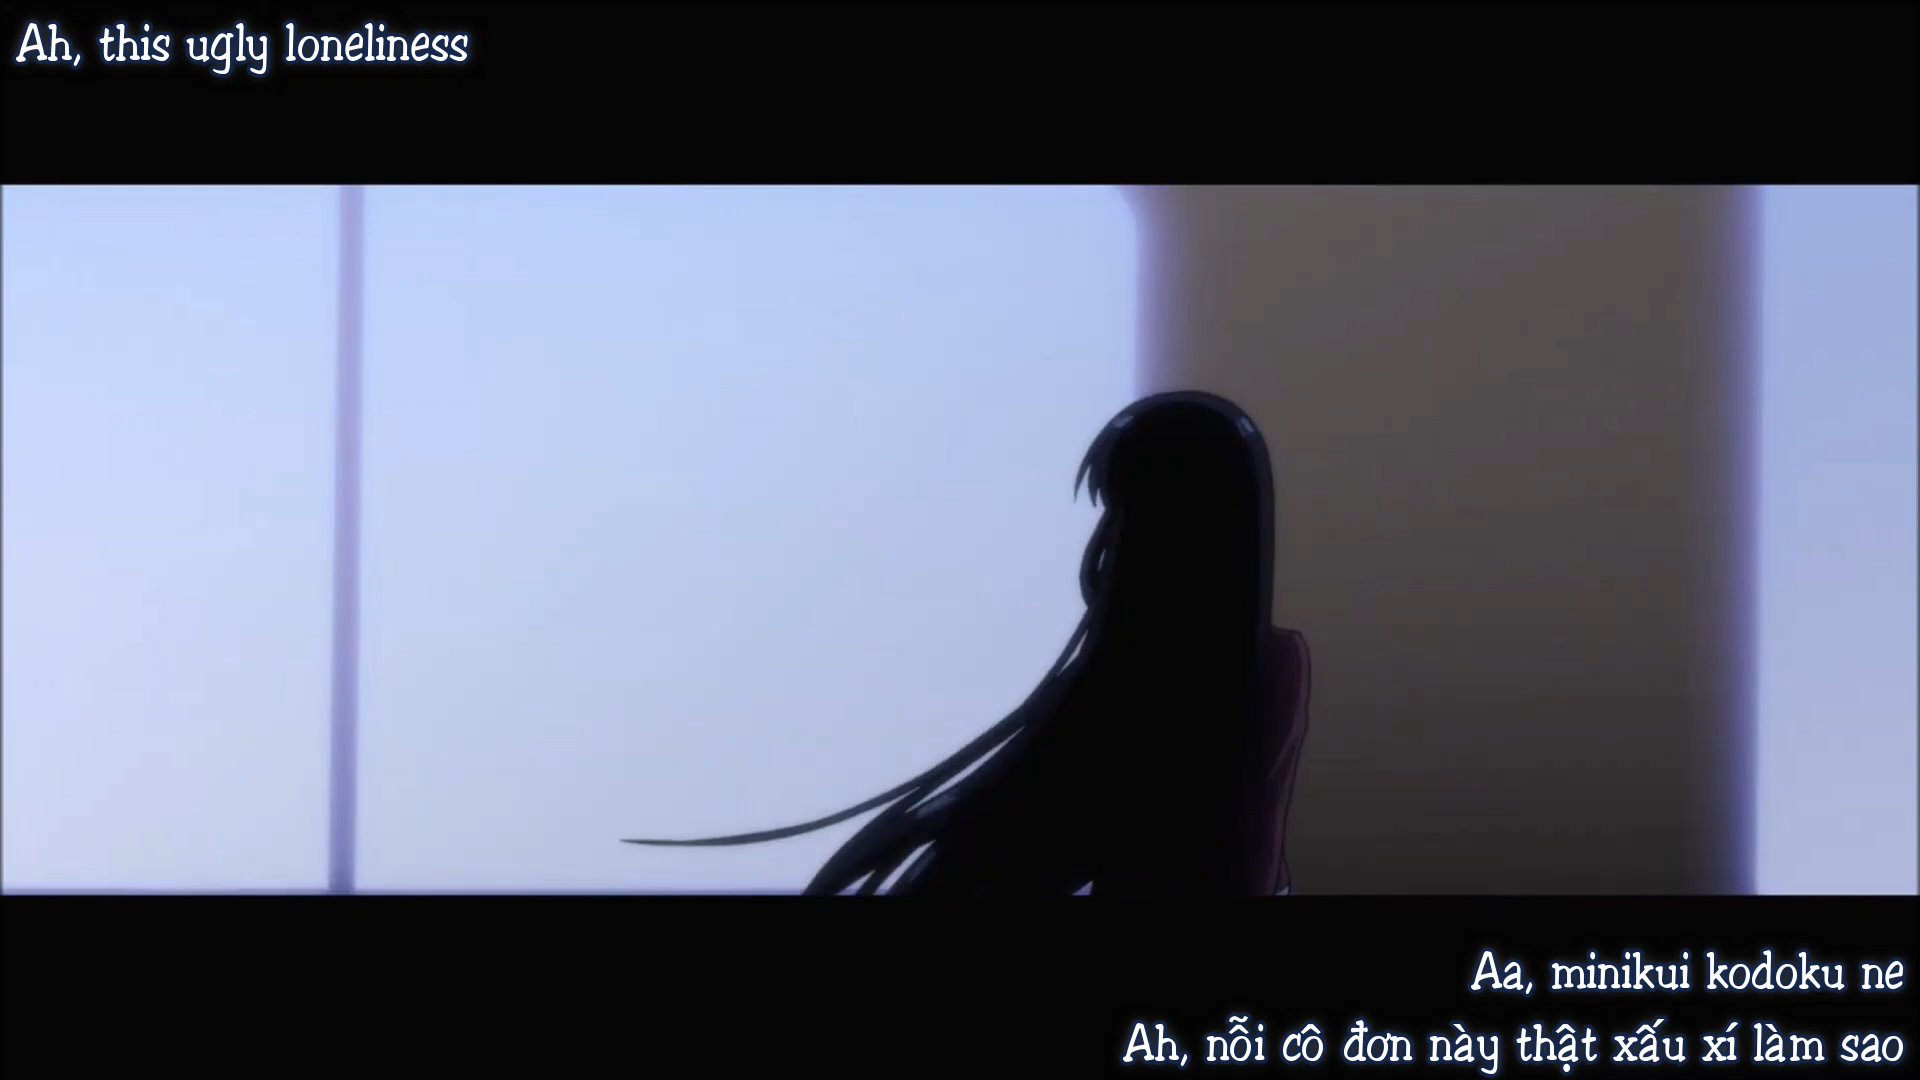 Ah, this ugly loneliness
Aa, minikui kodoku ne
Ah, nỗi cô đơn này thật xấu xí làm sao